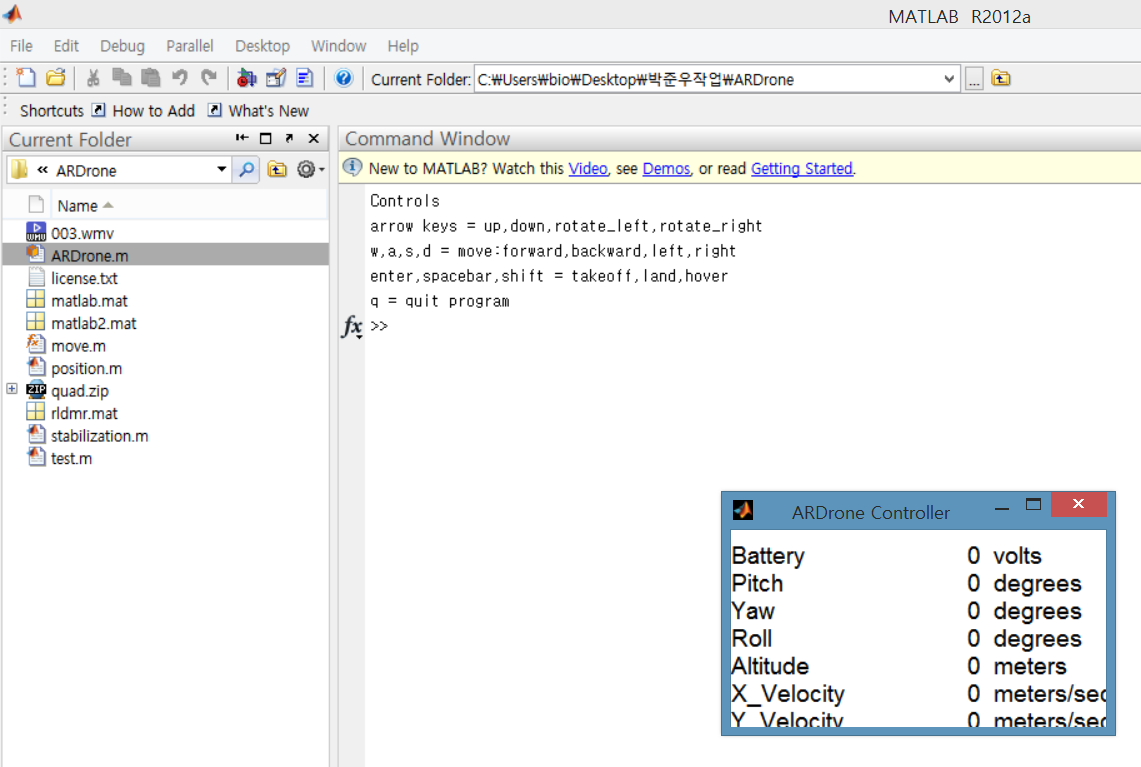 MATLAB R2012a
File Edit Debug Parallel Desktop Window Help
Current Folder: C:₩Users₩bio₩Desktop₩박준우작업₩ARDrone ...
Shortcuts How to Add What's New
Current Folder
« ARDrone
Name
003.wmv
ARDrone.m
license.txt
matlab.mat
matlab2.mat
move.m
position.m
quad.zip
rldmr.mat
stabilization.m
test.m
Command Window
New to MATLAB? Watch this Video, see Demos, or read Getting Started.
Controls
arrow keys = up,down,rotate_left,rotate_right
w,a,s,d = move:forward,backward,left,right
enter,spacebar,shift = takeoff,land,hover
q = quit program
fx >>
ARDrone Controller
Battery 0 volts
Pitch 0 degrees
Yaw 0 degrees
Roll 0 degrees
Altitude 0 meters
X_Velocity 0 meters/sec
Y_Velocity 0 meters/sec